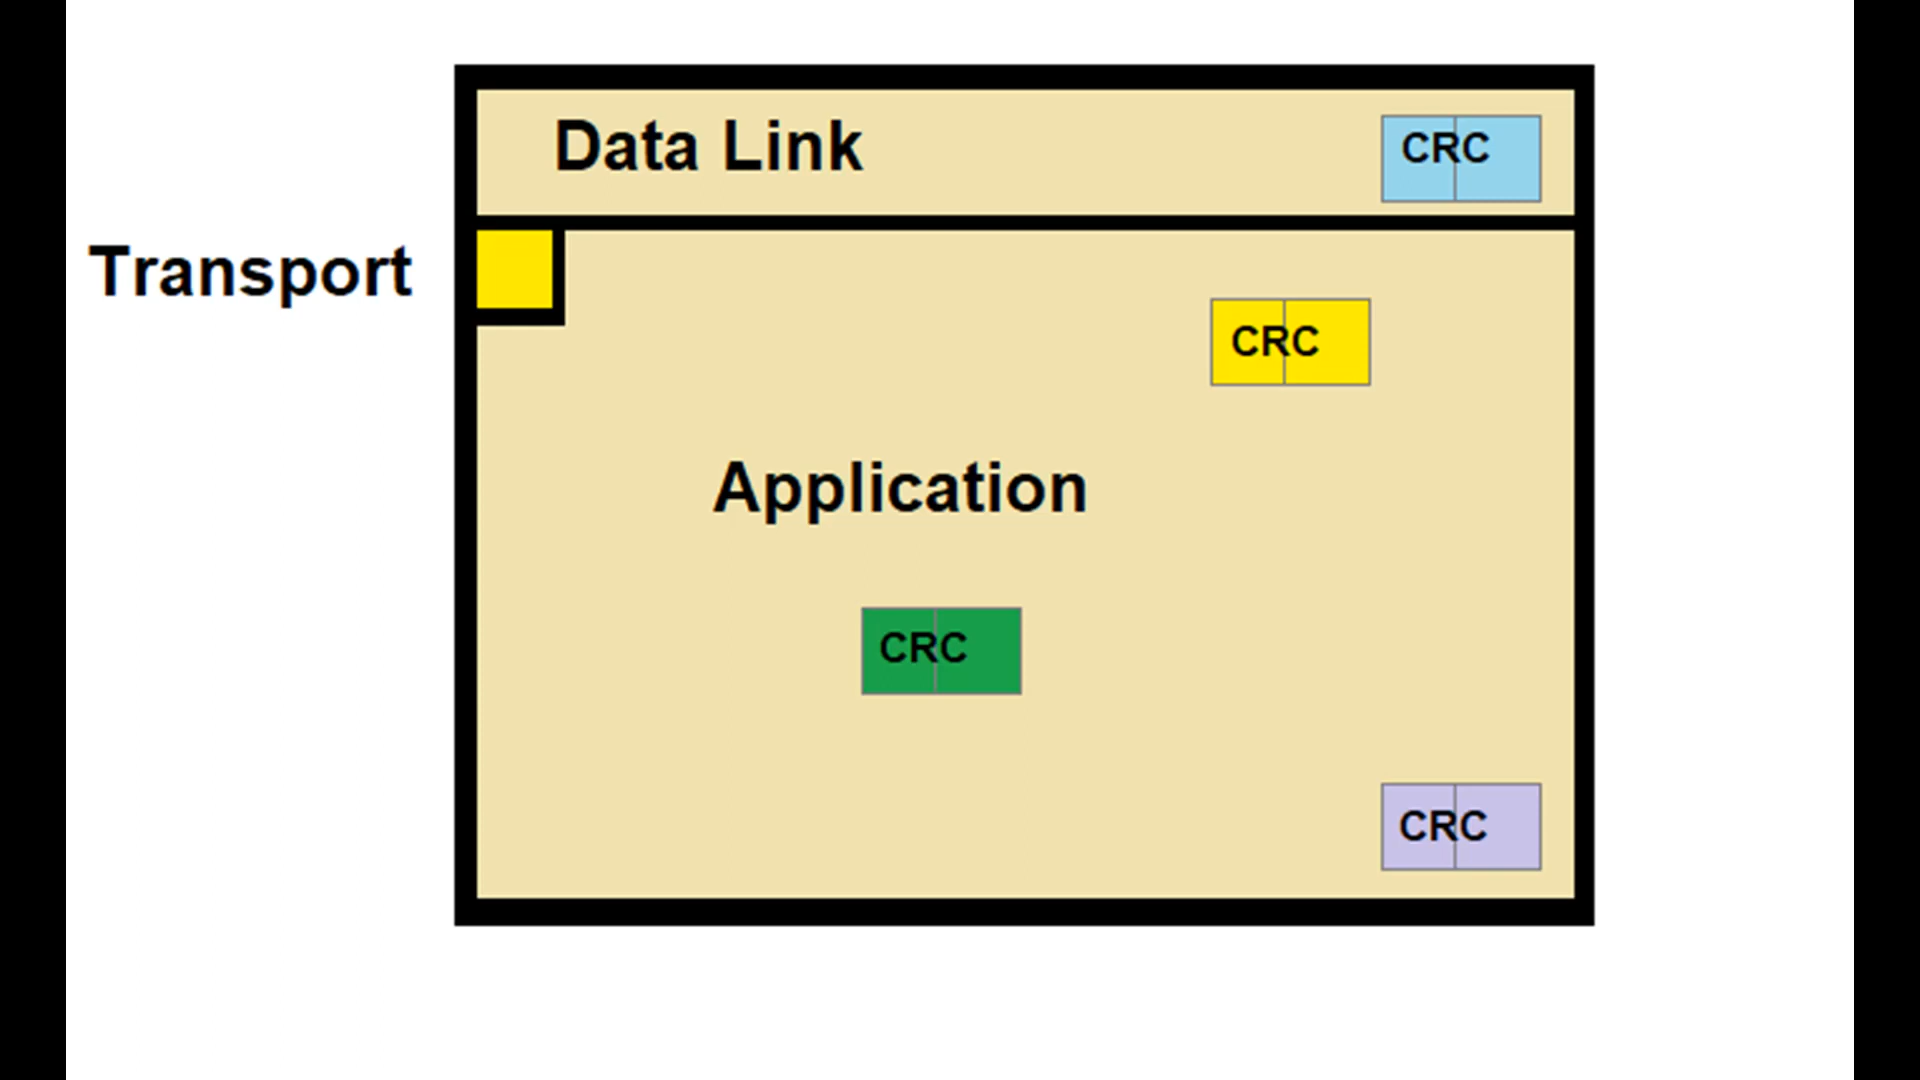 Data Link
CRC
Transport
CRC
Application
CRC
CRC